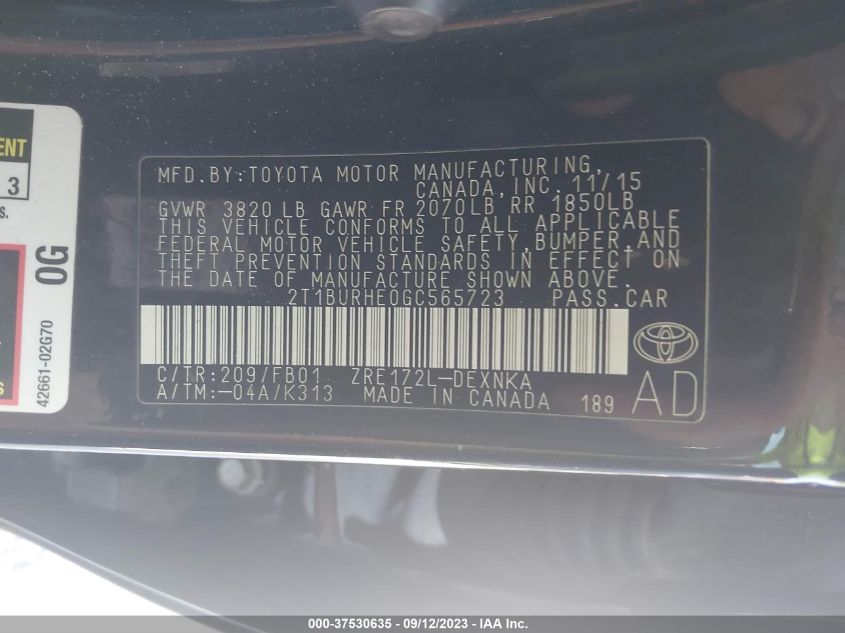 ENT
3
S.
S
0G
42661-02G70
MFD.BY:TOYOTA MOTOR MANUFACTURING,
CANADA,INC. 11/15
GVWR 3820 LB GAWR FR 2070LB RR 1850LB
THIS VEHICLE CONFORMS TO ALL APPLICABLE
FEDERAL MOTOR VEHICLE SAFETY,BUMPER,AND
THEFT PREVENTION STANDARDS IN EFFECT ON
THE DATE OF MANUFACTURE SHOWN ABOVE.
2T1BURHE0GC565723 PASS.CAR
C/TR:209/FB01 ZRE172L-DEXNKA
A/TM:-04A/K313 MADE IN CANADA 189 AD
000-37530635 - 09/12/2023 - IAA Inc.